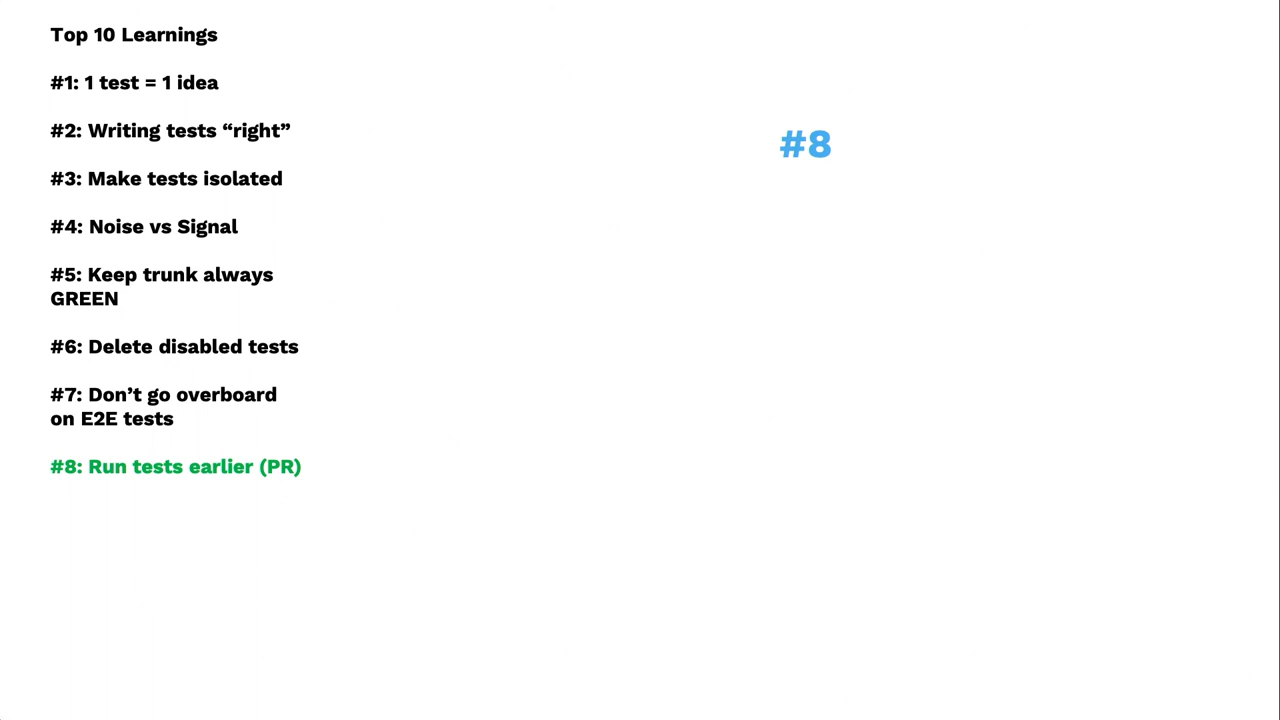 Top 10 Learnings
#1: 1 test = 1 idea
#2: Writing tests “right”
#3: Make tests isolated
#4: Noise vs Signal
#5: Keep trunk always
GREEN
#6: Delete disabled tests
#7: Don’t go overboard
on E2E tests
#8: Run tests earlier (PR)
#8